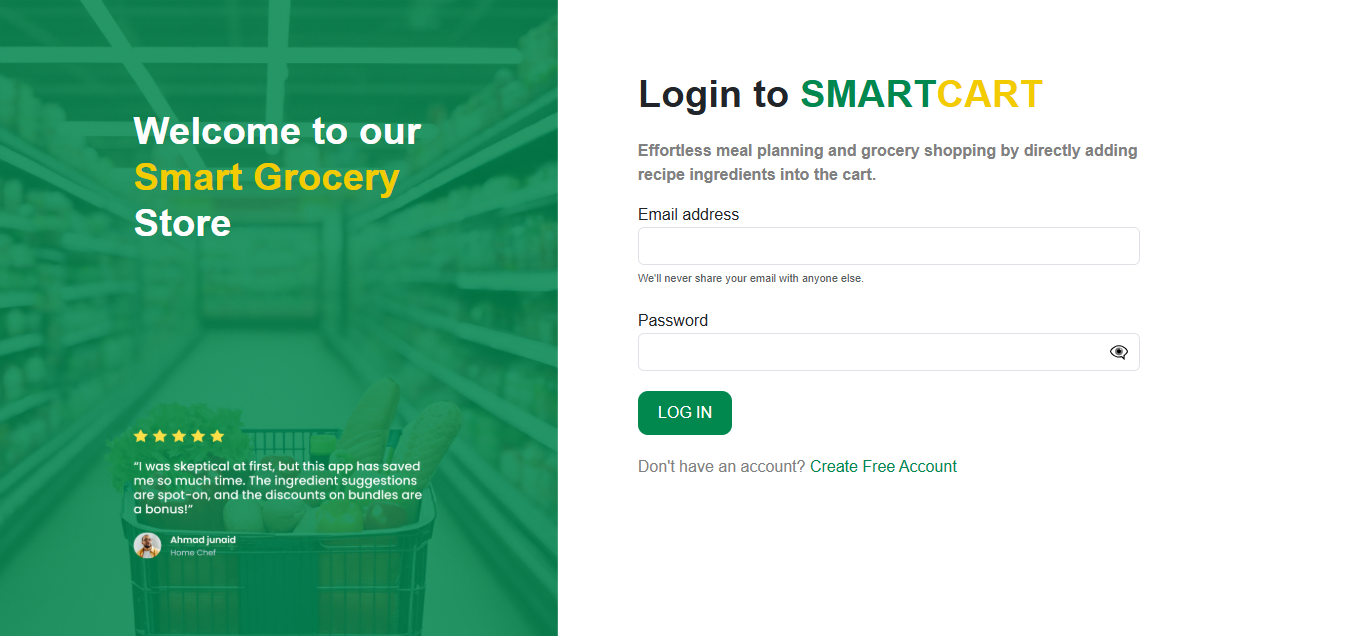 Welcome to our
Smart Grocery
Store
“I was skeptical at first, but this app has saved
me so much time. The ingredient suggestions
are spot-on, and the discounts on bundles are
a bonus!”
Ahmad junaid
Home Chef
Login to SMARTCART
Effortless meal planning and grocery shopping by directly adding
recipe ingredients into the cart.
Email address
We'll never share your email with anyone else.
Password
LOG IN
Don't have an account? Create Free Account